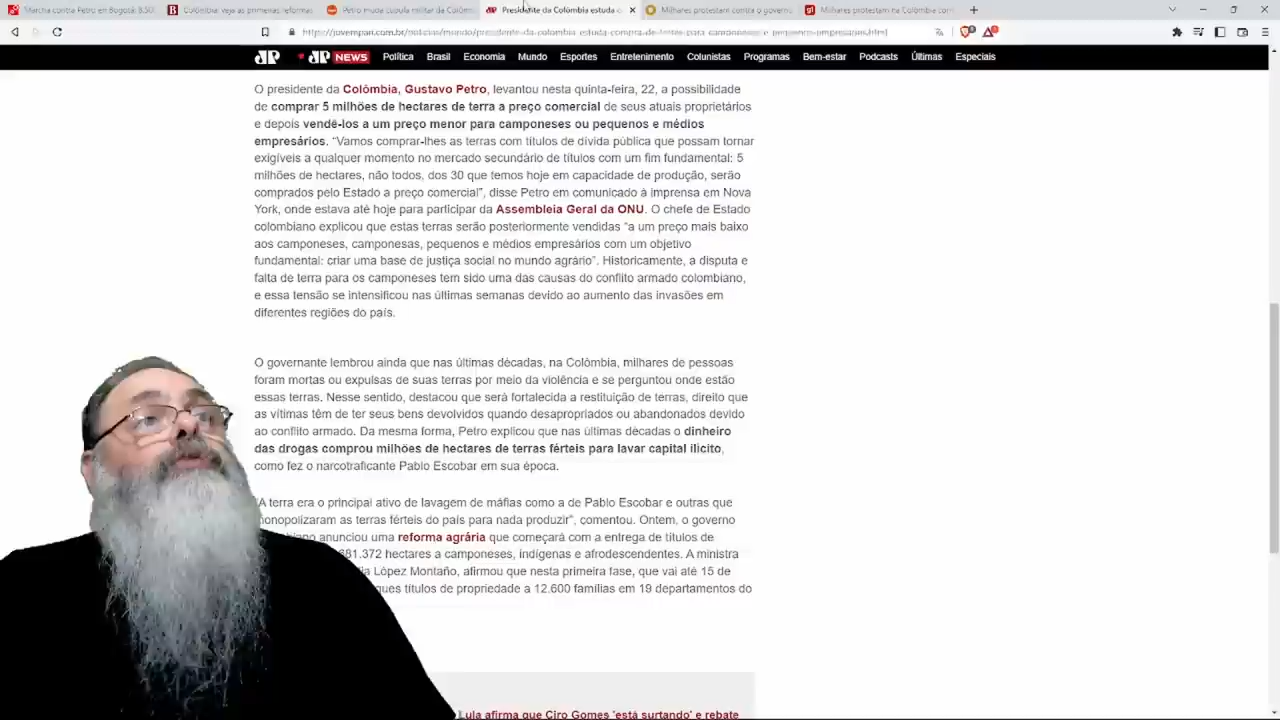 Marcha contra Petro em Bogotá: 8.50
Colômbia: veja as primeiras reformas
Petro muda cúpula militar da Colôm
Presidente da Colômbia estuda c
Milhares protestam contra o govern
Milhares protestam na Colômbia con
https://jovempan.com.br/noticias/mundo/presidente-da-colombia-estuda-compra-de-terras-para-camponeses-e-pequenos-empresarios.html
JP JP NEWS Política Brasil Economia Mundo Esportes Entretenimento Colunistas Programas Bem-estar Podcasts Últimas Especiais
O presidente da Colômbia, Gustavo Petro, levantou nesta quinta-feira, 22, a possibilidade
de comprar 5 milhões de hectares de terra a preço comercial de seus atuais proprietários
e depois vendê-los a um preço menor para camponeses ou pequenos e médios
empresários. “Vamos comprar-lhes as terras com títulos de dívida pública que possam tornar
exigíveis a qualquer momento no mercado secundário de títulos com um fim fundamental: 5
milhões de hectares, não todos, dos 30 que temos hoje em capacidade de produção, serão
comprados pelo Estado a preço comercial”, disse Petro em comunicado à imprensa em Nova
York, onde estava até hoje para participar da Assembleia Geral da ONU. O chefe de Estado
colombiano explicou que estas terras serão posteriormente vendidas “a um preço mais baixo
aos camponeses, camponesas, pequenos e médios empresários com um objetivo
fundamental: criar uma base de justiça social no mundo agrário”. Historicamente, a disputa e
falta de terra para os camponeses tem sido uma das causas do conflito armado colombiano,
e essa tensão se intensificou nas últimas semanas devido ao aumento das invasões em
diferentes regiões do país.
O governante lembrou ainda que nas últimas décadas, na Colômbia, milhares de pessoas
foram mortas ou expulsas de suas terras por meio da violência e se perguntou onde estão
essas terras. Nesse sentido, destacou que será fortalecida a restituição de terras, direito que
as vítimas têm de ter seus bens devolvidos quando desapropriados ou abandonados devido
ao conflito armado. Da mesma forma, Petro explicou que nas últimas décadas o dinheiro
das drogas comprou milhões de hectares de terras férteis para lavar capital ilícito,
como fez o narcotraficante Pablo Escobar em sua época.
“A terra era o principal ativo de lavagem de máfias como a de Pablo Escobar e outras que
monopolizaram as terras férteis do país para nada produzir”, comentou. Ontem, o governo
biano anunciou uma reforma agrária que começará com a entrega de títulos de
681.372 hectares a camponeses, indígenas e afrodescendentes. A ministra
López Montaño, afirmou que nesta primeira fase, que vai até 15 de
ques títulos de propriedade a 12.600 famílias em 19 departamentos do
Lula afirma que Ciro Gomes 'está surtando' e rebate